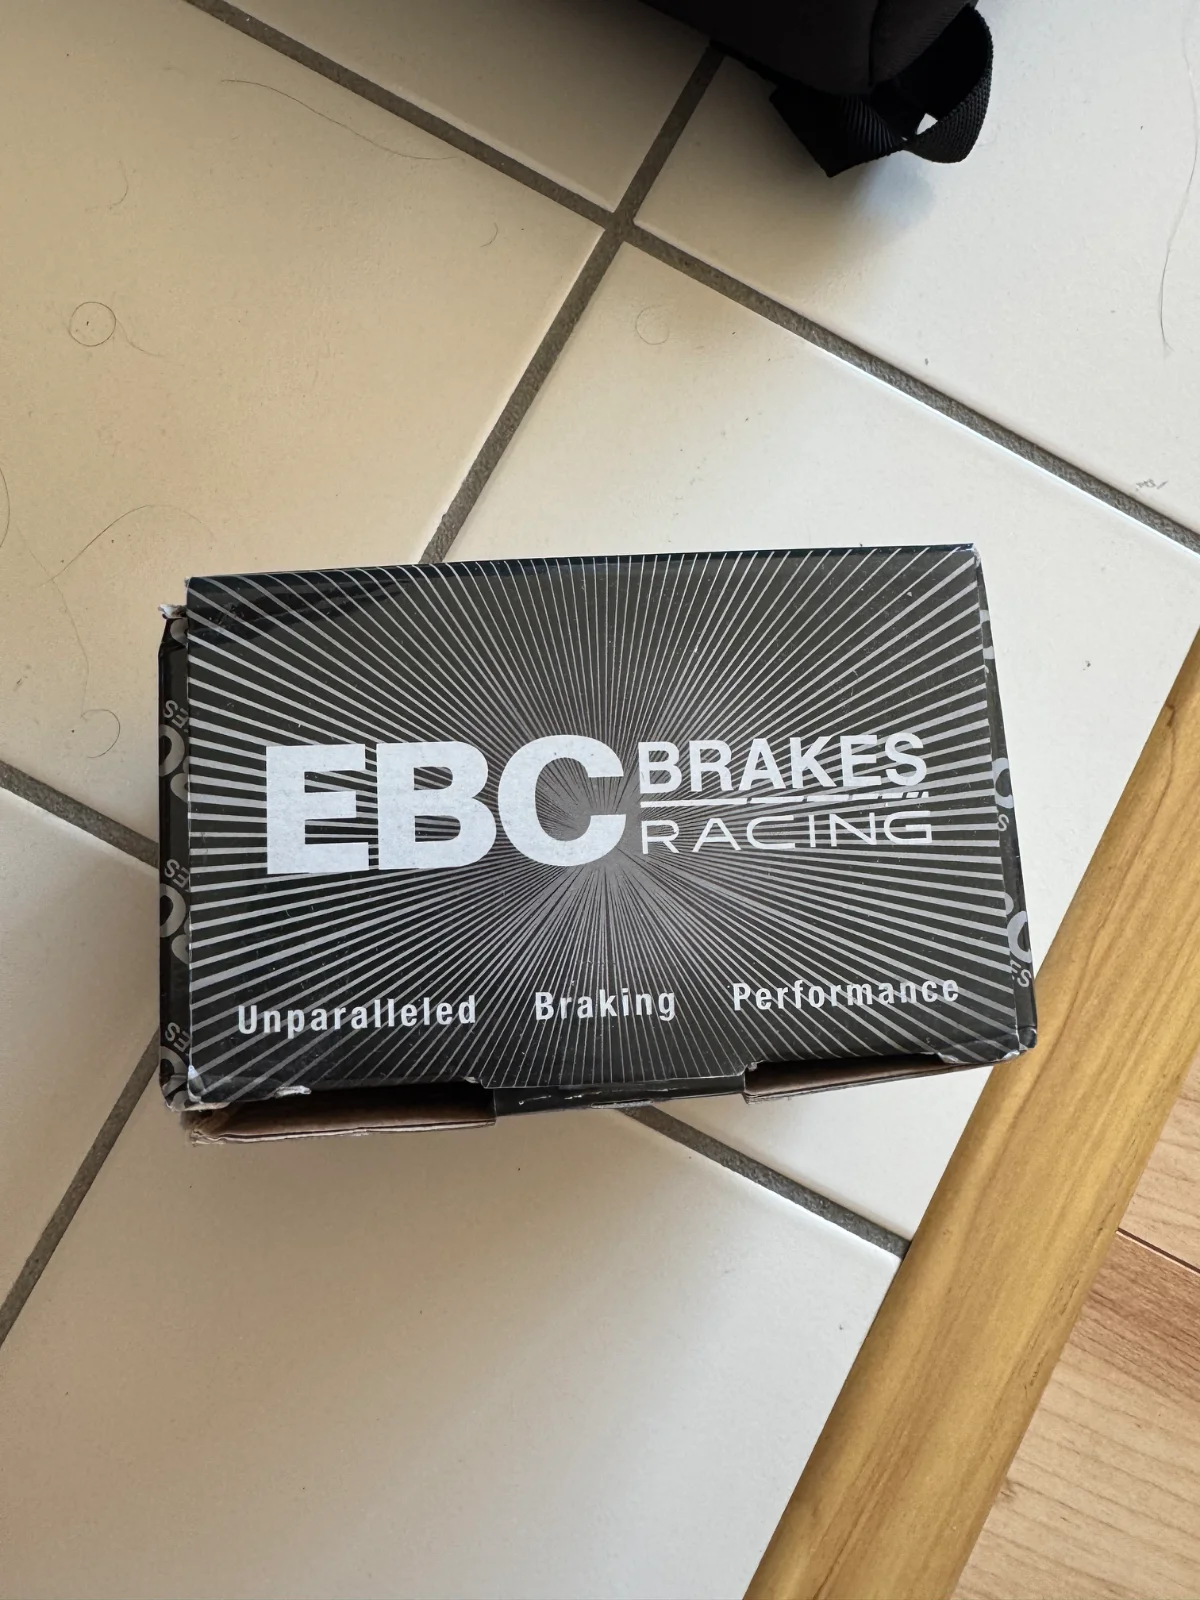 EBC BRAKES
RACING
Unparalleled Braking Performance